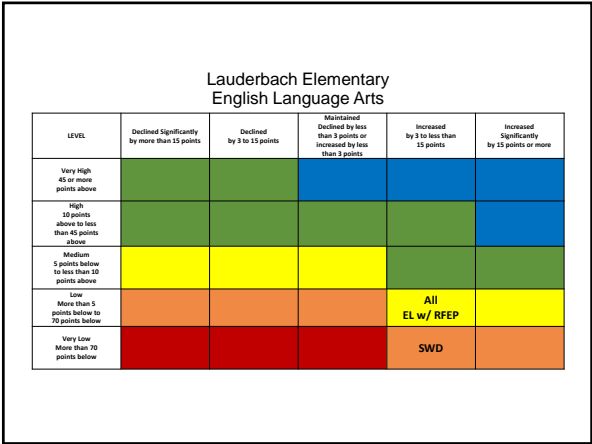 Lauderbach Elementary
English Language Arts
LEVEL
Declined Significantly
by more than 15 points
Declined
by 3 to 15 points
Maintained
Declined by less
than 3 points or
increased by less
than 3 points
Increased
by 3 to less than
15 points
Increased
Significantly
by 15 points or more
Very High
45 or more
points above
High
10 points
above to less
than 45 points
above
Medium
5 points below
to less than 10
points above
Low
More than 5
points below to
70 points below
All
EL w/ RFEP
Very Low
More than 70
points below
SWD